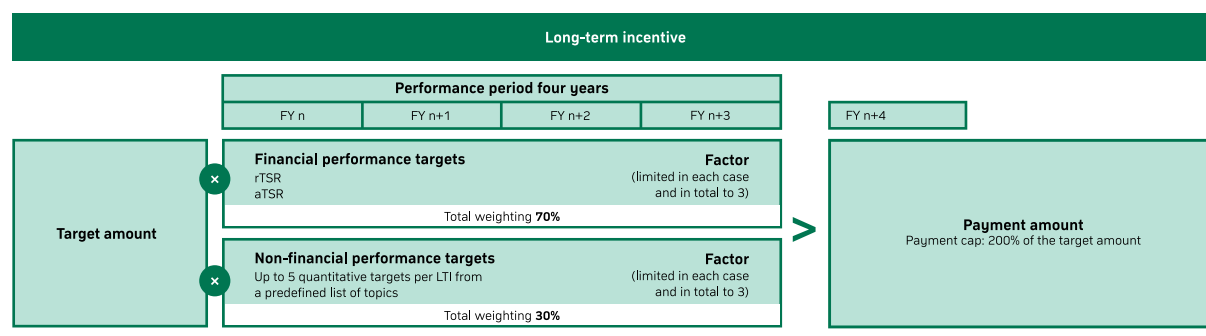 Long-term incentive
Performance period four years
FY n
FY n+1
FY n+2
FY n+3
FY n+4
Target amount
×
Financial performance targets
rTSR
aTSR
Factor
(limited in each case
and in total to 3)
Total weighting 70%
×
Non-financial performance targets
Up to 5 quantitative targets per LTI from
a predefined list of topics
Factor
(limited in each case
and in total to 3)
Total weighting 30%
>
Payment amount
Payment cap: 200% of the target amount